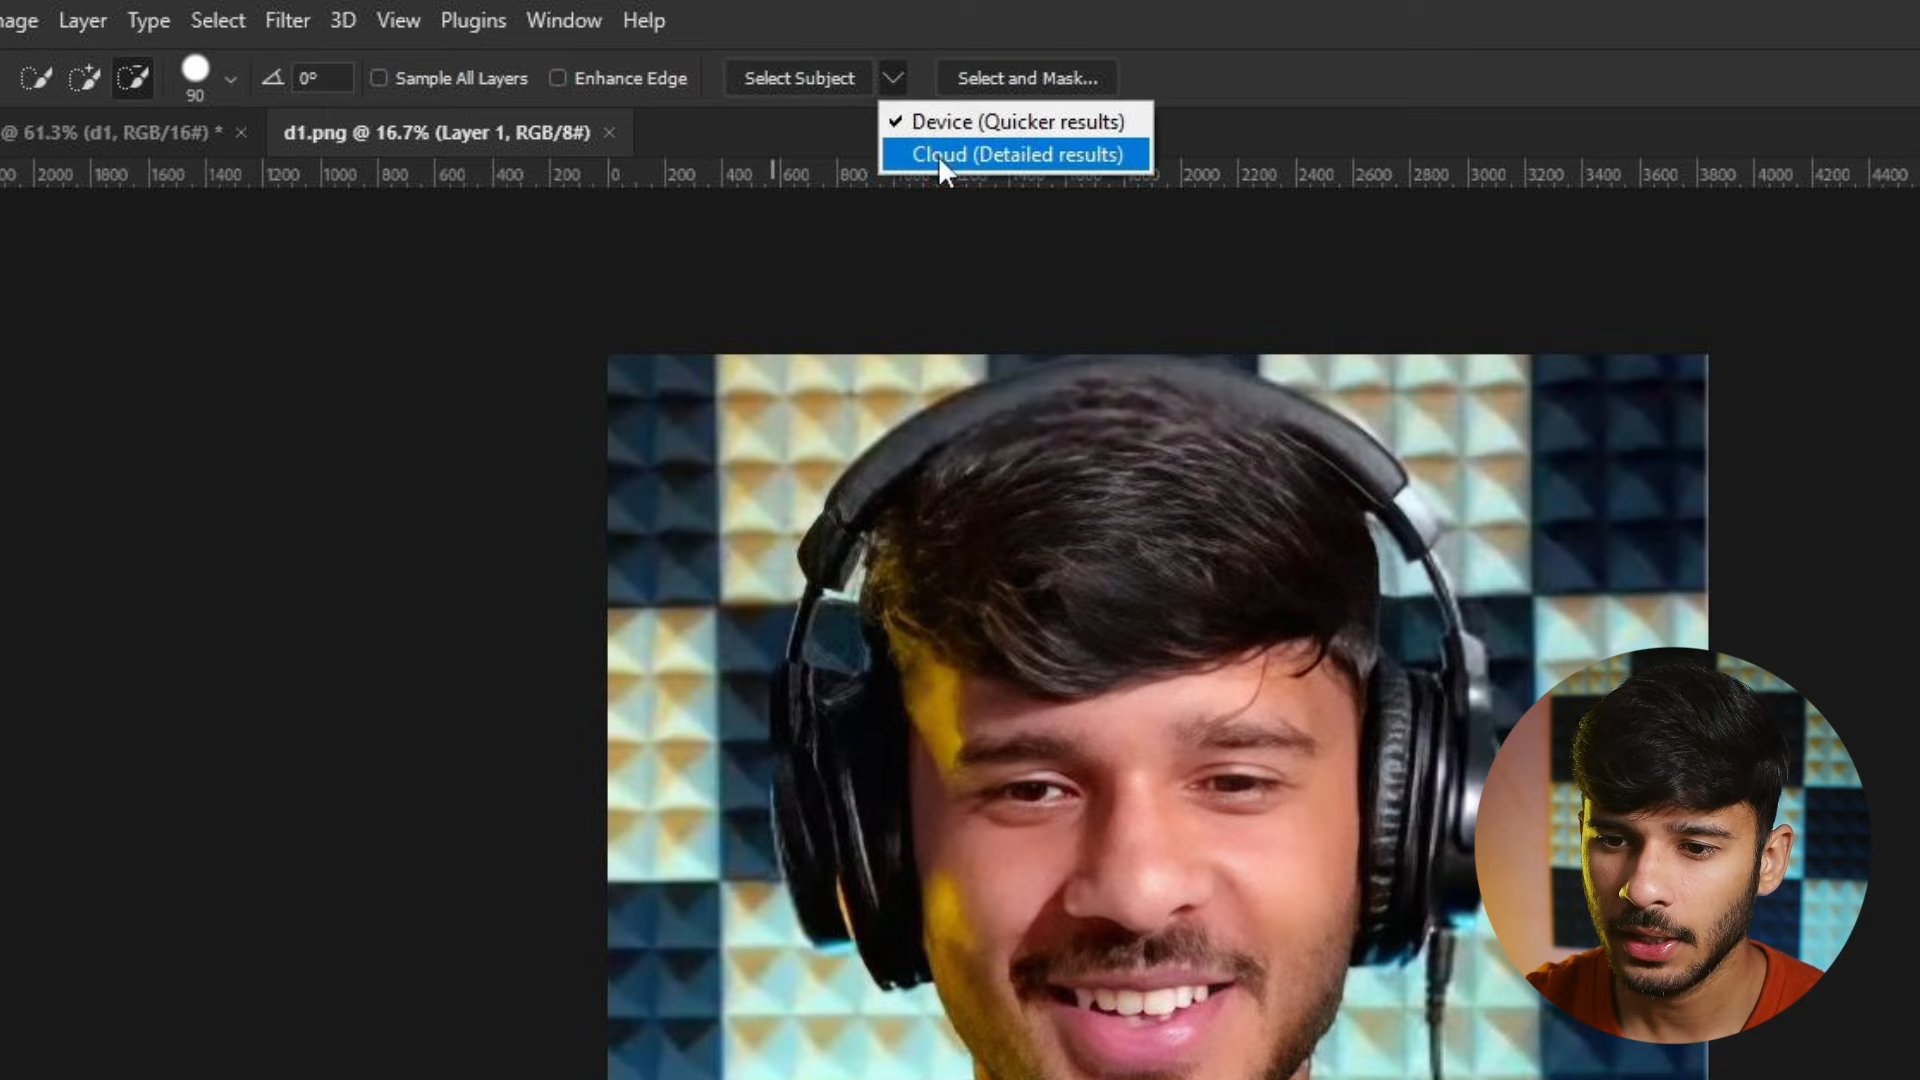 nage Layer Type Select Filter 3D View Plugins Window Help
90
0°
Sample All Layers
Enhance Edge
Select Subject
Select and Mask...
@ 61.3% (d1, RGB/16#) * ×
d1.png @ 16.7% (Layer 1, RGB/8#) ×
✓ Device (Quicker results)
Cloud (Detailed results)
00 2000 1800 1600 1400 1200 1000 800 600 400 200 0 200 400 600 800 2000 2200 2400 2600 2800 3000 3200 3400 3600 3800 4000 4200 4400